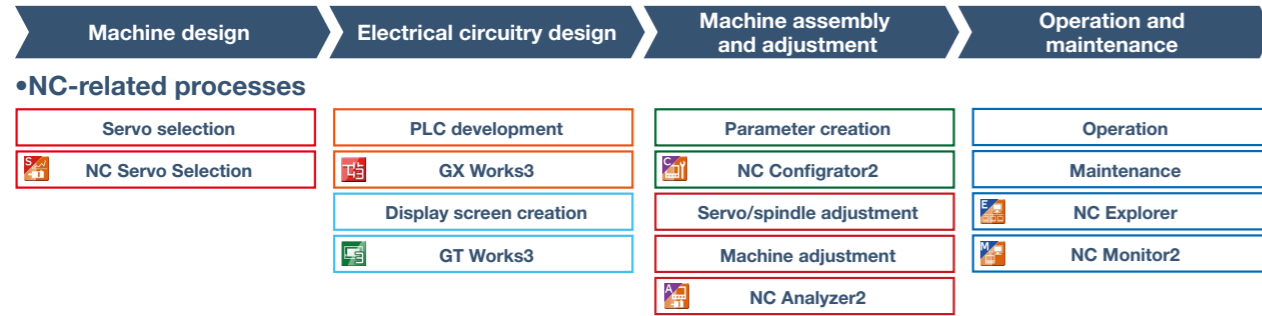 Machine design
Electrical circuitry design
Machine assembly
and adjustment
Operation and
maintenance
•NC-related processes
Servo selection
S
NC Servo Selection
PLC development
GX Works3
Display screen creation
GT Works3
Parameter creation
C
NC Configrator2
Servo/spindle adjustment
Machine adjustment
A
NC Analyzer2
Operation
Maintenance
E
NC Explorer
M
NC Monitor2